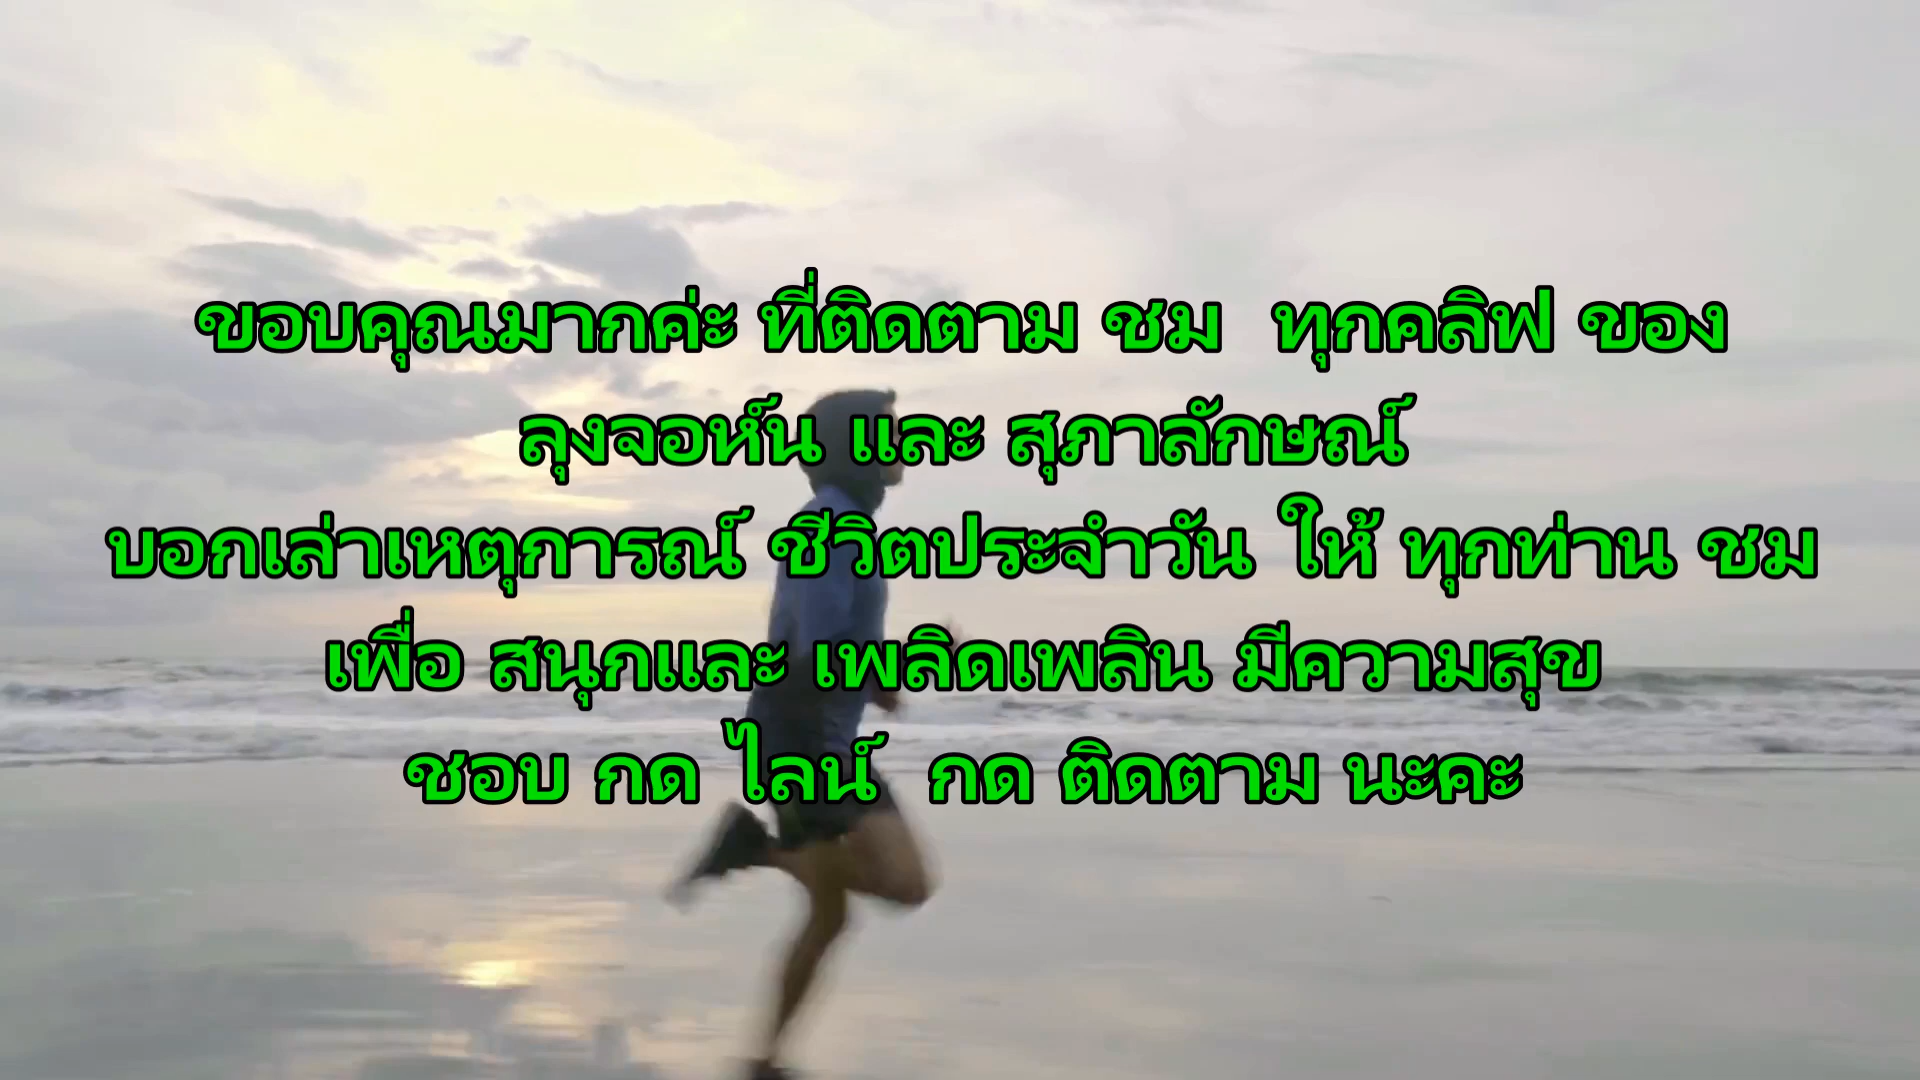 ขอบคุณมากค่ะ ที่ติดตาม ชม  ทุกคลิฟ ของ
ลุงจอห์น และ สุภาลักษณ์
บอกเล่าเหตุการณ์ ชีวิตประจำวัน ให้ ทุกท่าน ชม
เพื่อ สนุกและ เพลิดเพลิน มีความสุข
ชอบ กด ไลน์  กด ติดตาม นะคะ